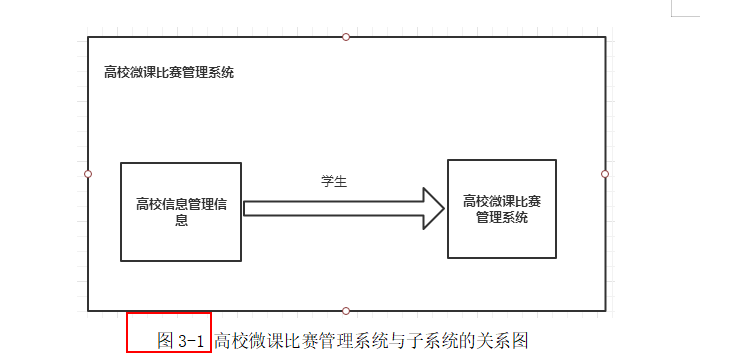 高校微课比赛管理系统
学生
高校信息管理信
息
高校微课比赛
管理系统
图 3-1 高校微课比赛管理系统与子系统的关系图